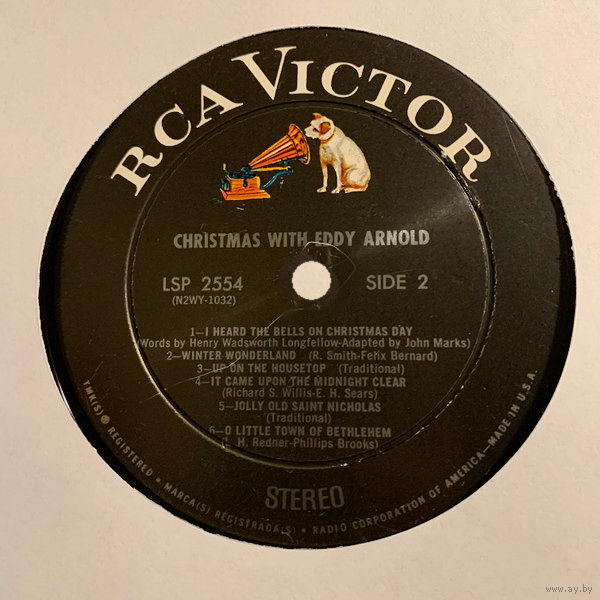 RCA VICTOR
CHRISTMAS WITH EDDY ARNOLD
LSP 2554
(N2WY-1032)
SIDE 2
1—I HEARD THE BELLS ON CHRISTMAS DAY
(Words by Henry Wadsworth Longfellow-Adapted by John Marks)
2—WINTER WONDERLAND (R. Smith-Felix Bernard)
3—UP ON THE HOUSETOP (Traditional)
4—IT CAME UPON THE MIDNIGHT CLEAR
(Richard S. Willis-E. H. Sears)
5—JOLLY OLD SAINT NICHOLAS
(Traditional)
6—O LITTLE TOWN OF BETHLEHEM
L. H. Redner-Phillips Brooks)
STEREO
TMK(S) ® REGISTERED • MARCA(S) REGISTRADA(S) • RADIO CORPORATION OF AMERICA—MADE IN U.S.A.
www.ay.by